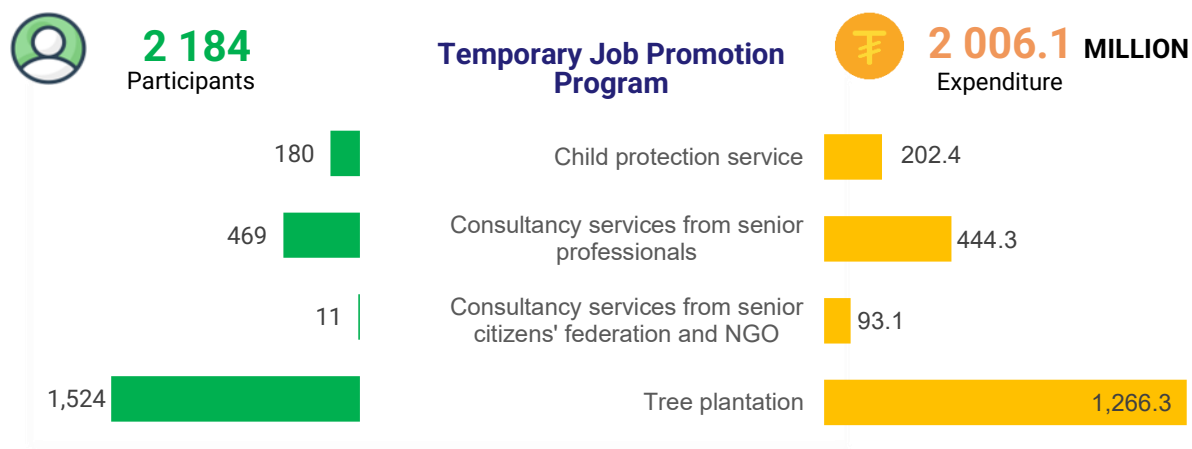 2 184
Participants
Temporary Job Promotion
Program
₮
2 006.1 MILLION
Expenditure
180
Child protection service
202.4
469
Consultancy services from senior
professionals
444.3
11
Consultancy services from senior
citizens' federation and NGO
93.1
1,524
Tree plantation
1,266.3